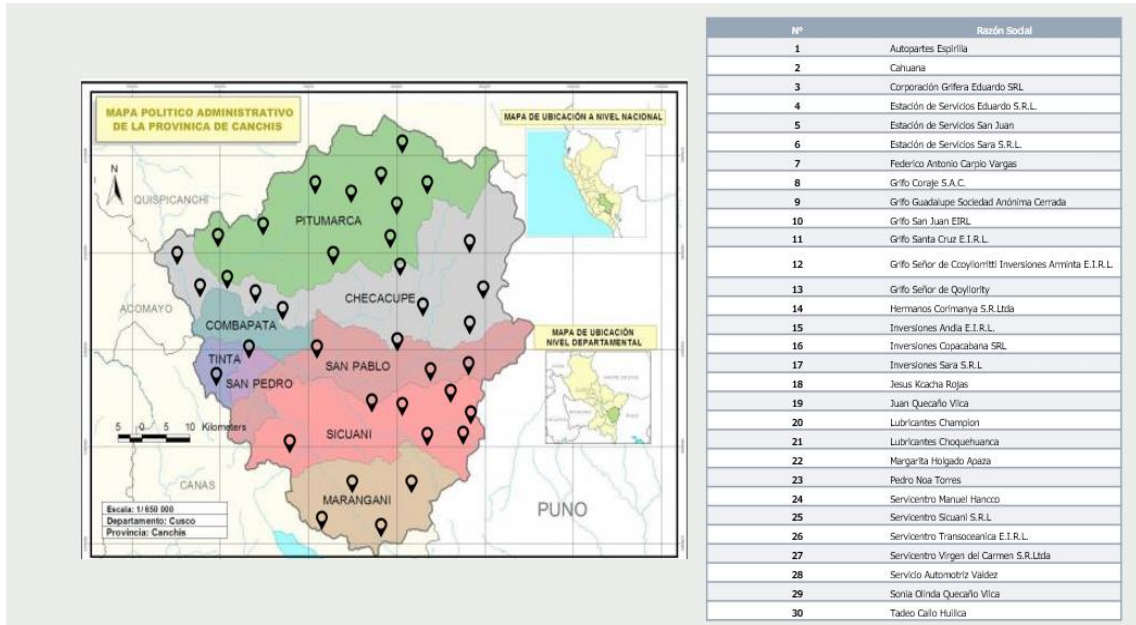 MAPA POLITICO ADMINISTRATIVO
DE LA PROVINICA DE CANCHIS
MAPA DE UBICACIÓN A NIVEL NACIONAL
N
QUISPICANCHI
PITUMARCA
CHECACUPE
ACOMAYO
COMBAPATA
MAPA DE UBICACIÓN
NIVEL DEPARTAMENTAL
TINTA
SAN PABLO
SAN PEDRO
5 0 5 10 Kilometers
SICUANI
CANAS
MARANGANI
PUNO
Escala: 1/ 650 000
Departamento: Cusco
Provincia: Canchis
Nº Razón Social
1 Autopartes Espirilla
2 Cahuana
3 Corporación Grifera Eduardo SRL
4 Estación de Servicios Eduardo S.R.L.
5 Estación de Servicios San Juan
6 Estación de Servicios Sara S.R.L.
7 Federico Antonio Carpio Vargas
8 Grifo Coraje S.A.C.
9 Grifo Guadalupe Sociedad Anónima Cerrada
10 Grifo San Juan EIRL
11 Grifo Santa Cruz E.I.R.L.
12 Grifo Señor de Ccoyllorritti Inversiones Arminta E.I.R.L.
13 Grifo Señor de Qoyllority
14 Hermanos Corimanya S.R.Ltda
15 Inversiones Andia E.I.R.L.
16 Inversiones Copacabana SRL
17 Inversiones Sara S.R.L
18 Jesus Kcacha Rojas
19 Juan Quecaño Vilca
20 Lubricantes Champion
21 Lubricantes Choquehuanca
22 Margarita Holgado Apaza
23 Pedro Noa Torres
24 Servicentro Manuel Hancco
25 Servicentro Sicuani S.R.L
26 Servicentro Transoceanica E.I.R.L.
27 Servicentro Virgen del Carmen S.R.Ltda
28 Servicio Automotriz Valdez
29 Sonia Olinda Quecaño Vilca
30 Tadeo Callo Huillca